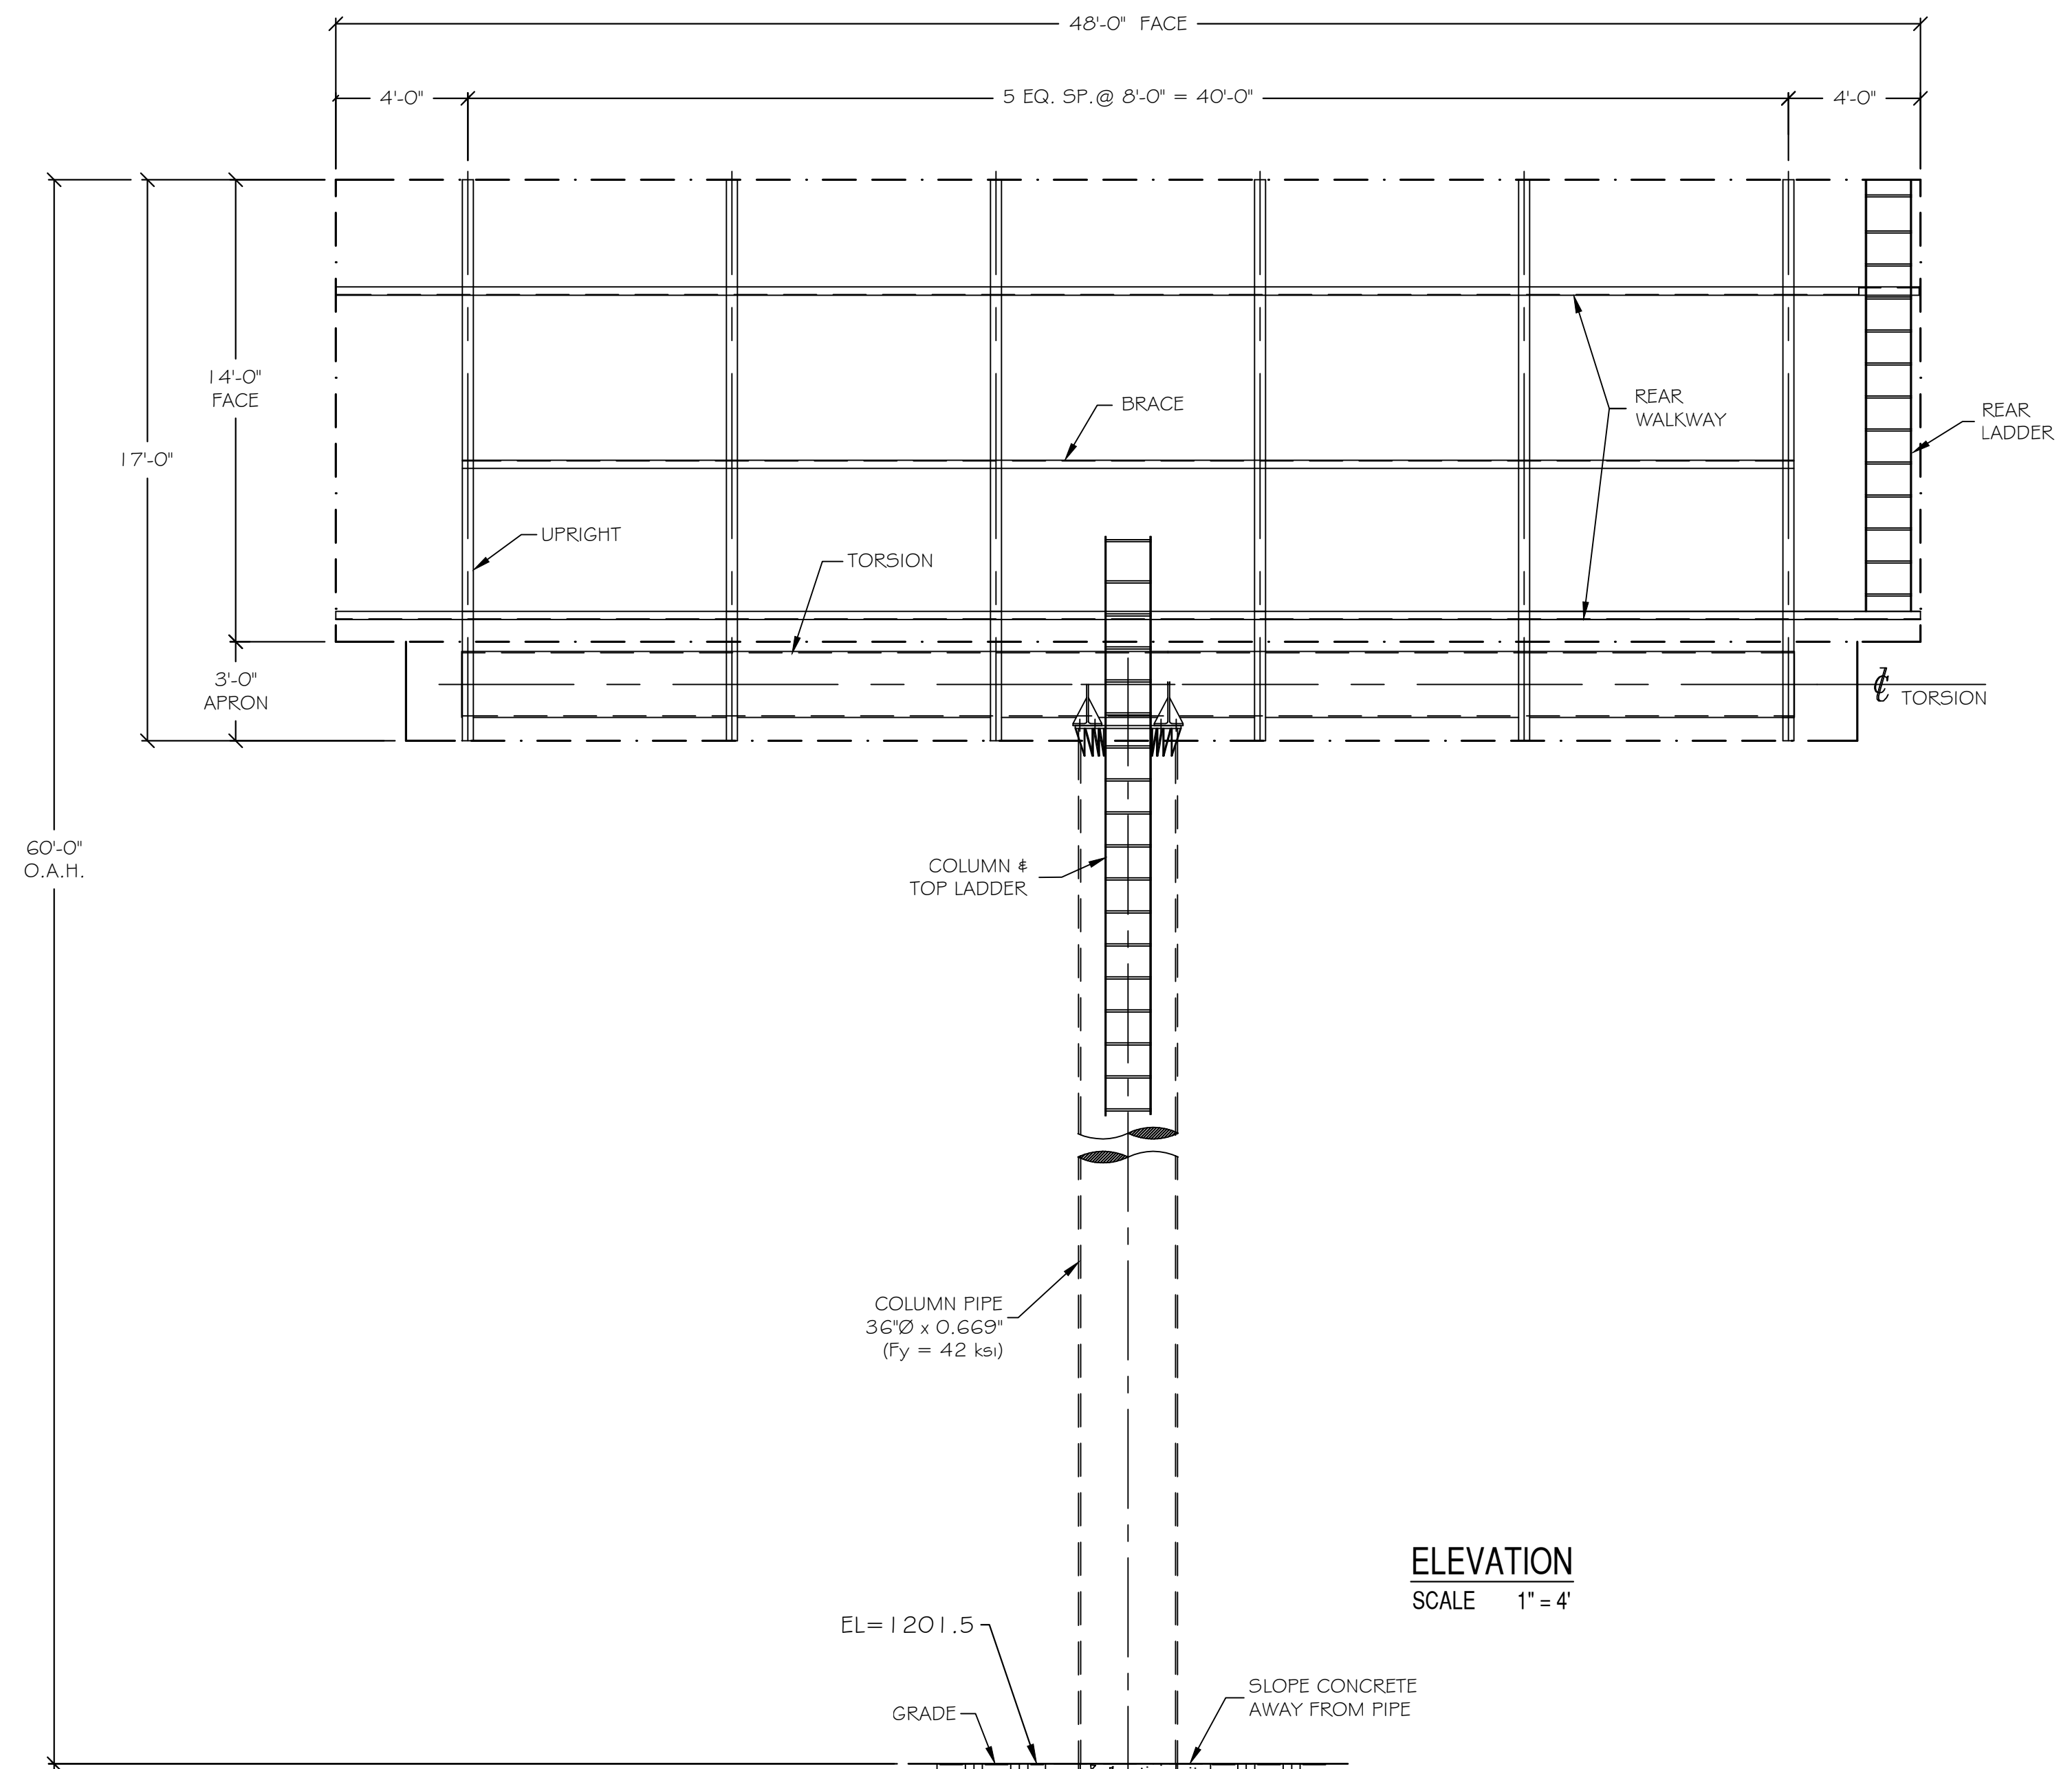 48'-0" FACE
4'-0"
5 EQ. SP.@ 8'-0" = 40'-0"
4'-0"
14'-0"
FACE
17'-0"
BRACE
REAR
WALKWAY
REAR
LADDER
UPRIGHT
TORSION
3'-0"
APRON
℄ TORSION
60'-0"
O.A.H.
COLUMN &
TOP LADDER
COLUMN PIPE
36"Ø x 0.669"
(Fy = 42 ksi)
ELEVATION
SCALE 1" = 4'
EL=1201.5
SLOPE CONCRETE
AWAY FROM PIPE
GRADE